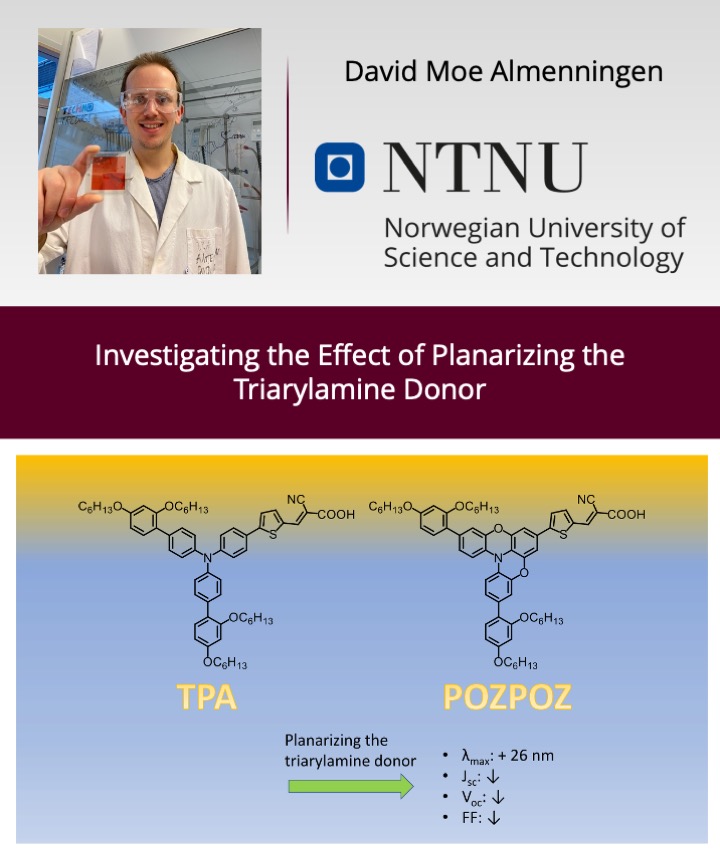 David Moe Almenningen
NTNU
Norwegian University of
Science and Technology
Investigating the Effect of Planarizing the
Triarylamine Donor
C₆H₁₃O
OC₆H₁₃
NC
COOH
S
N
OC₆H₁₃
OC₆H₁₃
TPA
C₆H₁₃O
OC₆H₁₃
NC
COOH
S
O
N
O
OC₆H₁₃
OC₆H₁₃
POZPOZ
Planarizing the
triarylamine donor
• λmax: + 26 nm
• Jsc: ↓
• Voc: ↓
• FF: ↓